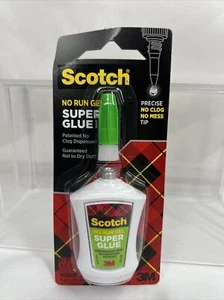 Scotch
NO RUN GEL
SUPER
GLUE
Patented No
Clog Dispenser
Guaranteed
Not to Dry Out!
PRECISE
NO CLOG
NO MESS
TIP
Scotch
NO RUN GEL
SUPER
GLUE
3M
3M